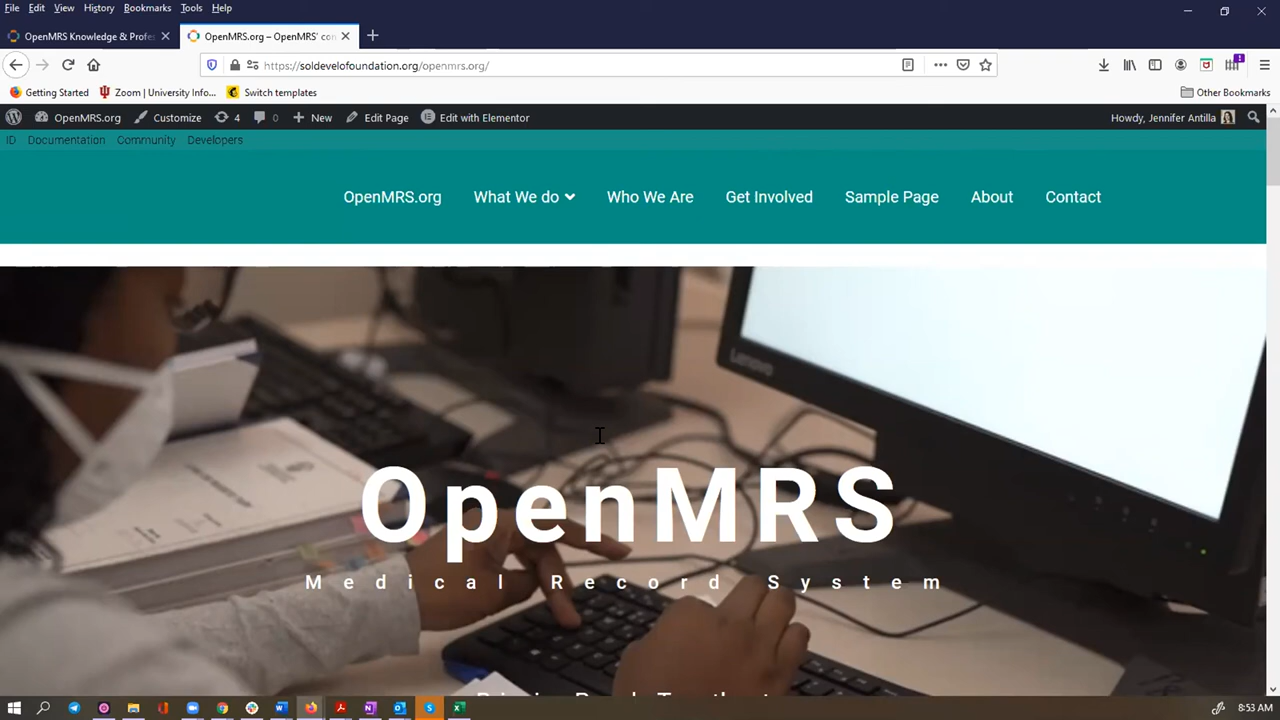 File Edit View History Bookmarks Tools Help
OpenMRS Knowledge & Profes
OpenMRS.org – OpenMRS' con
https://soldevelofoundation.org/openmrs.org/
Getting Started Zoom | University Info... Switch templates Other Bookmarks
OpenMRS.org Customize 4 0 New Edit Page Edit with Elementor Howdy, Jennifer Antilla
ID Documentation Community Developers
OpenMRS.org What We do Who We Are Get Involved Sample Page About Contact
Lenovo
OpenMRS
Medical Record System
8:53 AM